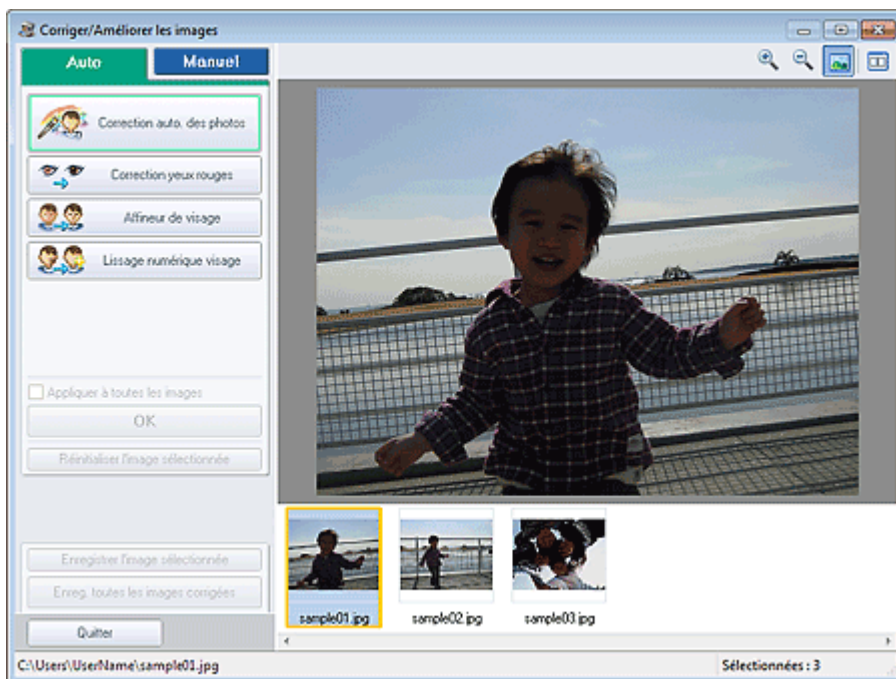 Corriger/Améliorer les images
Auto
Manuel
Correction auto. des photos
Correction yeux rouges
Affineur de visage
Lissage numérique visage
Appliquer à toutes les images
OK
Réinitialiser l'image sélectionnée
Enregistrer l'image sélectionnée
Enreg. toutes les images corrigées
Quitter
sample01.jpg
sample02.jpg
sample03.jpg
C:\Users\UserName\sample01.jpg
Sélectionnées : 3